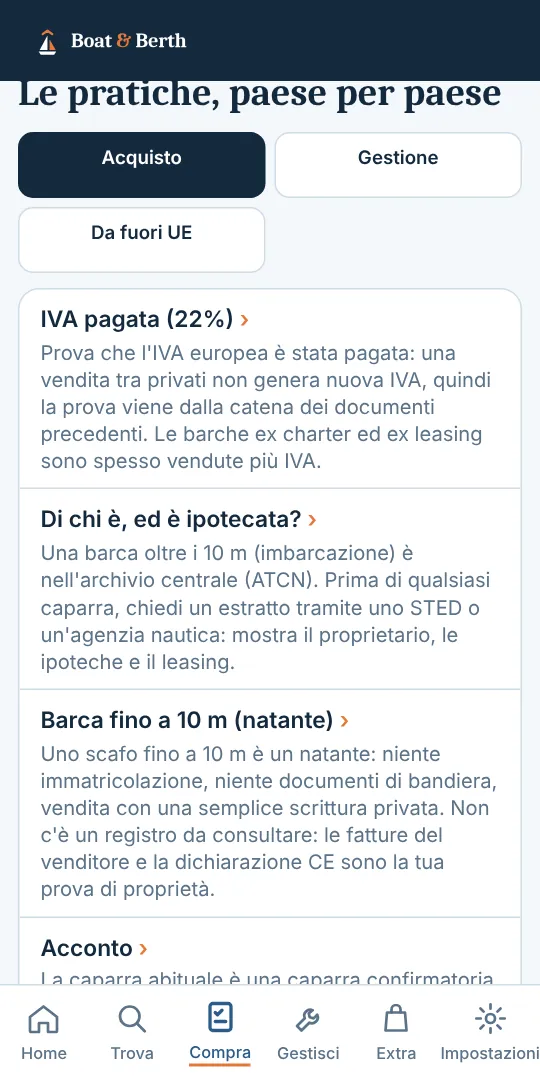 Boat & Berth
Le pratiche, paese per paese
Acquisto
Gestione
Da fuori UE
IVA pagata (22%) ›
Prova che l'IVA europea è stata pagata: una
vendita tra privati non genera nuova IVA, quindi
la prova viene dalla catena dei documenti
precedenti. Le barche ex charter ed ex leasing
sono spesso vendute più IVA.
Di chi è, ed è ipotecata? ›
Una barca oltre i 10 m (imbarcazione) è
nell'archivio centrale (ATCN). Prima di qualsiasi
caparra, chiedi un estratto tramite uno STED o
un'agenzia nautica: mostra il proprietario, le
ipoteche e il leasing.
Barca fino a 10 m (natante) ›
Uno scafo fino a 10 m è un natante: niente
immatricolazione, niente documenti di bandiera,
vendita con una semplice scrittura privata. Non
c'è un registro da consultare: le fatture del
venditore e la dichiarazione CE sono la tua
prova di proprietà.
Acconto ›
La caparra abituale è una caparra confirmatoria
Home
Trova
Compra
Gestisci
Extra
Impostazioni